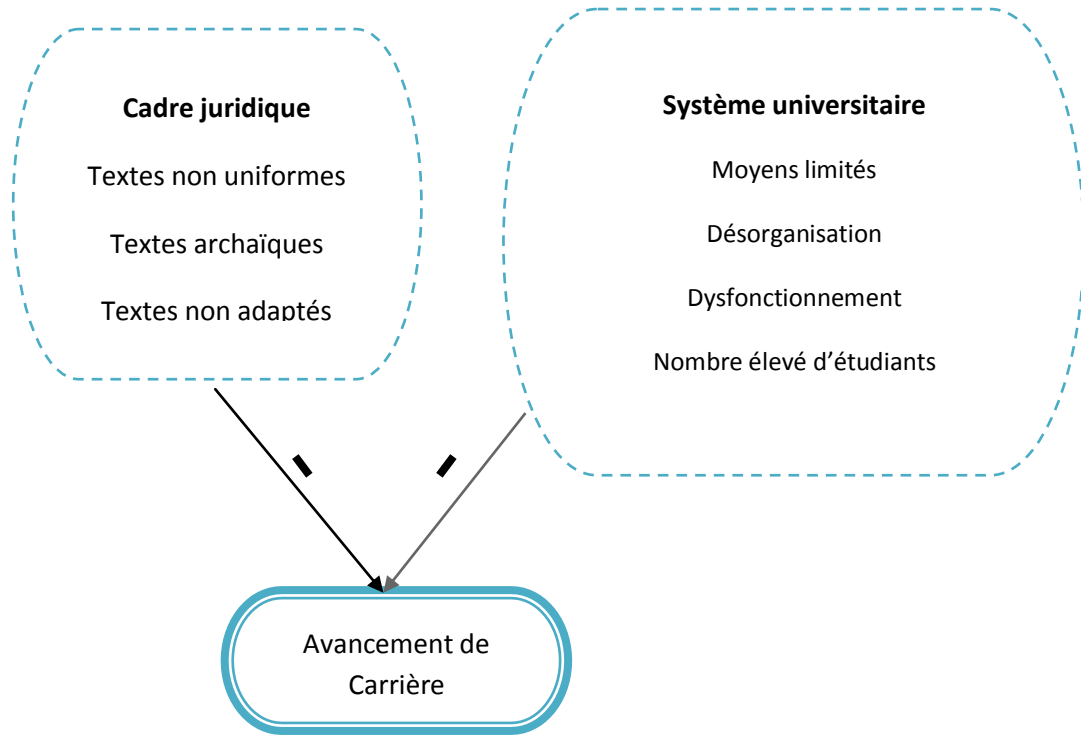 Cadre juridique
Textes non uniformes
Textes archaïques
Textes non adaptés
Système universitaire
Moyens limités
Désorganisation
Dysfonctionnement
Nombre élevé d’étudiants
-
-
Avancement de
Carrière